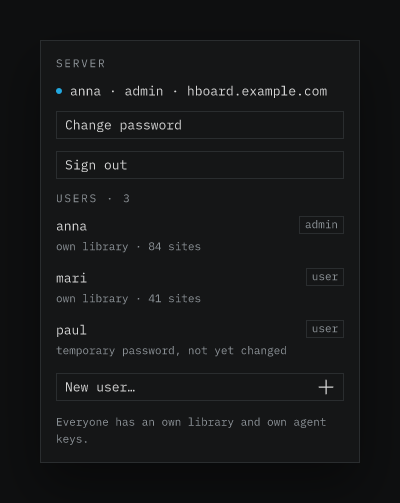 SERVER
anna · admin · hboard.example.com
Change password
Sign out
USERS · 3
anna admin
own library · 84 sites
mari user
own library · 41 sites
paul user
temporary password, not yet changed
New user…
Everyone has an own library and own agent
keys.